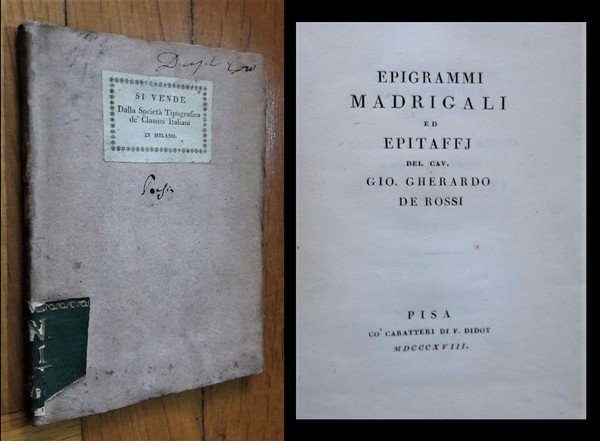 SI VENDE
Dalla Società Tipografica
de' Classici Italiani
IN MILANO.
EPIGRAMMI
MADRIGALI
ED
EPITAFFJ
DEL CAV.
GIO. GHERARDO
DE ROSSI
PISA
CO' CARATTERI DI F. DIDOT
MDCCCXVIII.